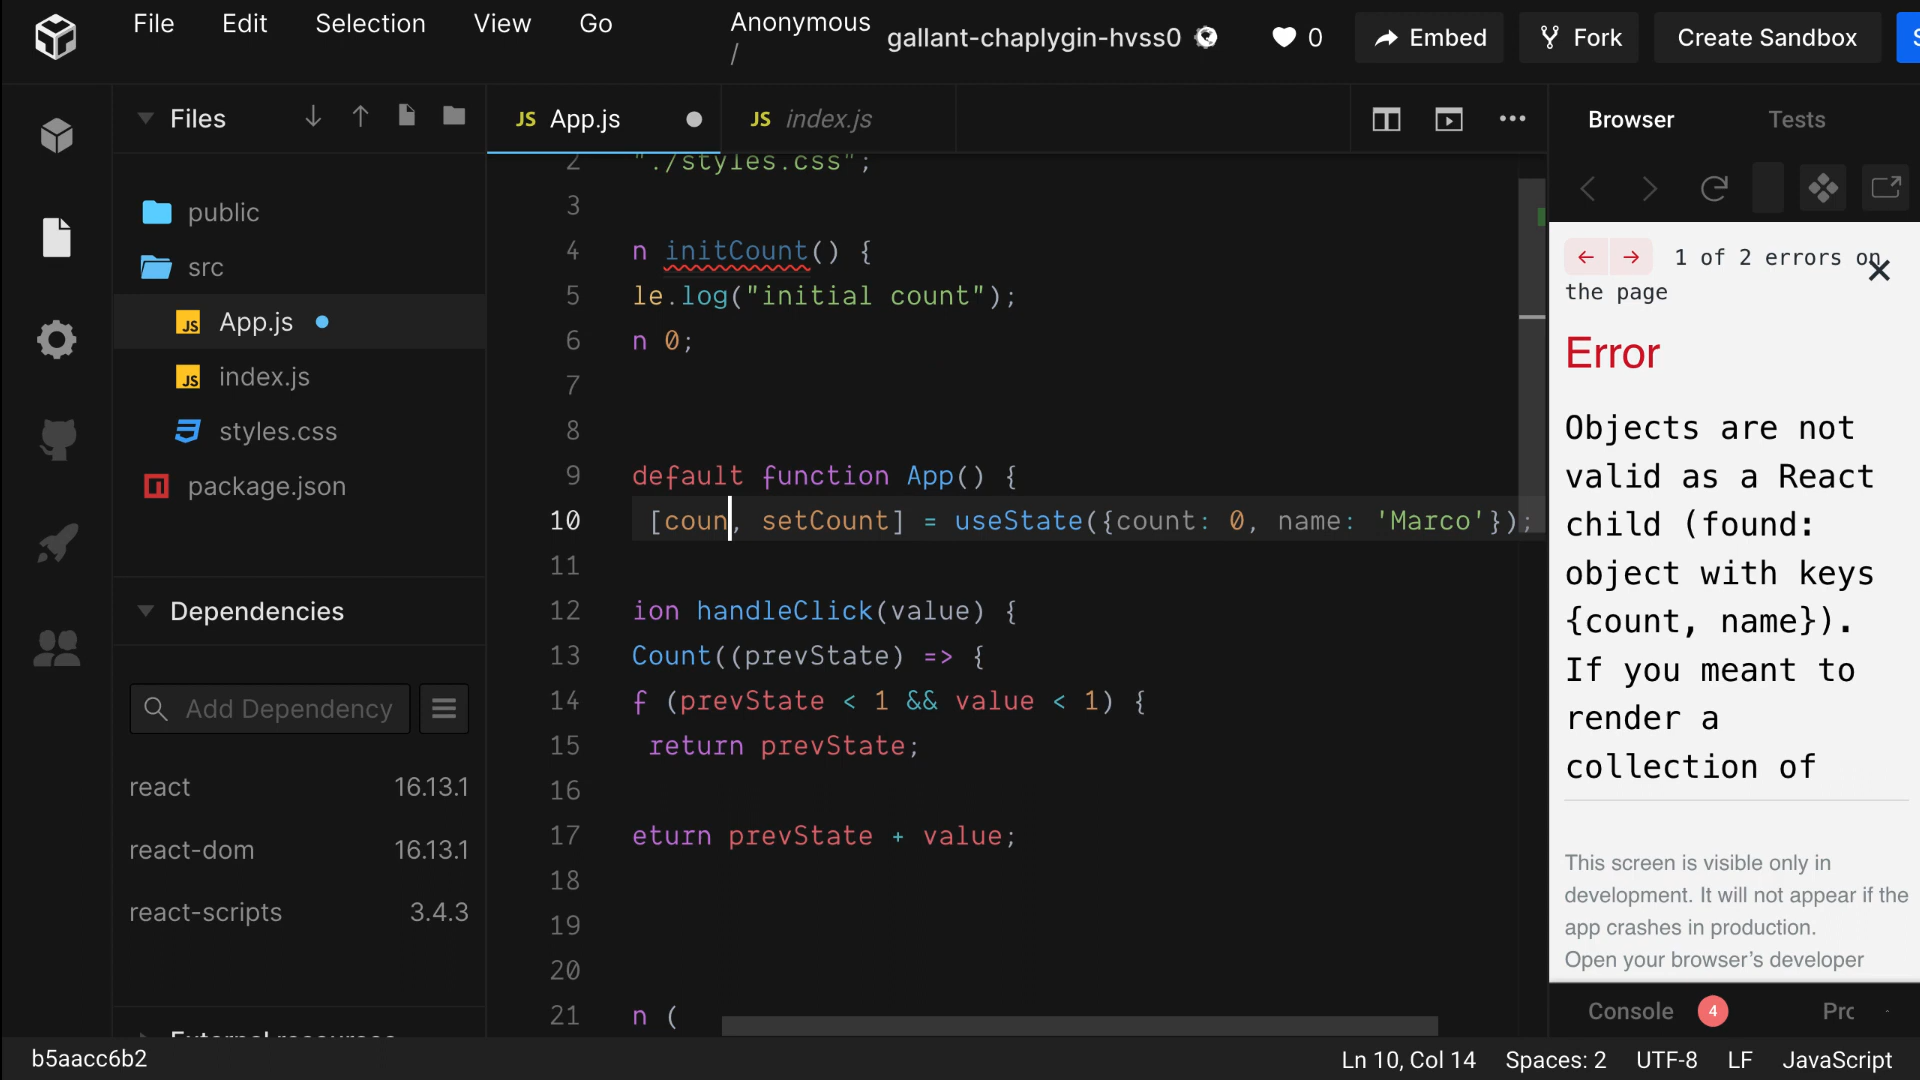 File Edit Selection View Go
Anonymous
/
gallant-chaplygin-hvss0
0
Embed
Fork
Create Sandbox
Files
JS App.js
JS index.js
Browser Tests
public
src
JS App.js
JS index.js
styles.css
package.json
Dependencies
Add Dependency
react 16.13.1
react-dom 16.13.1
react-scripts 3.4.3
2 "./styles.css";
3
4 n initCount() {
5 le.log("initial count");
6 n 0;
7
8
9 default function App() {
10 [coun, setCount] = useState({count: 0, name: 'Marco'});
11
12 ion handleClick(value) {
13 Count((prevState) => {
14 f (prevState < 1 && value < 1) {
15 return prevState;
16
17 eturn prevState + value;
18
19
20
21 n (
1 of 2 errors on
the page
Error
Objects are not
valid as a React
child (found:
object with keys
{count, name}).
If you meant to
render a
collection of
This screen is visible only in
development. It will not appear if the
app crashes in production.
Open your browser’s developer
Console 4 Prc
b5aacc6b2
Ln 10, Col 14 Spaces: 2 UTF-8 LF JavaScript